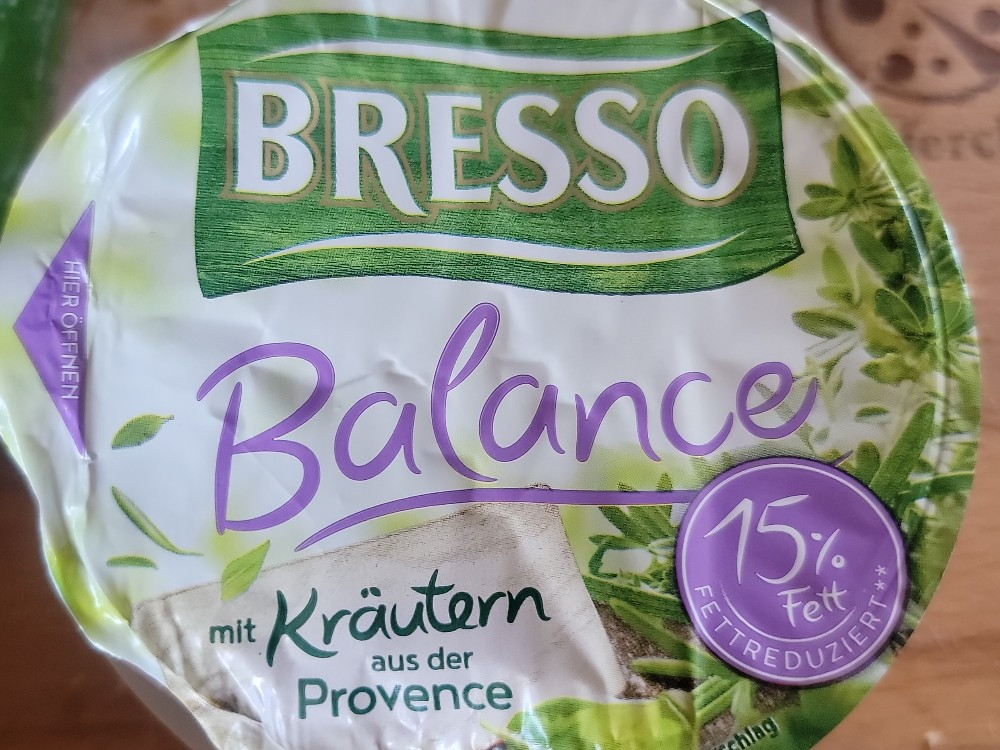 BRESSO
HIER ÖFFNEN
Balance
15%
Fett
FETTREDUZIERT**
mit Kräutern
aus der
Provence